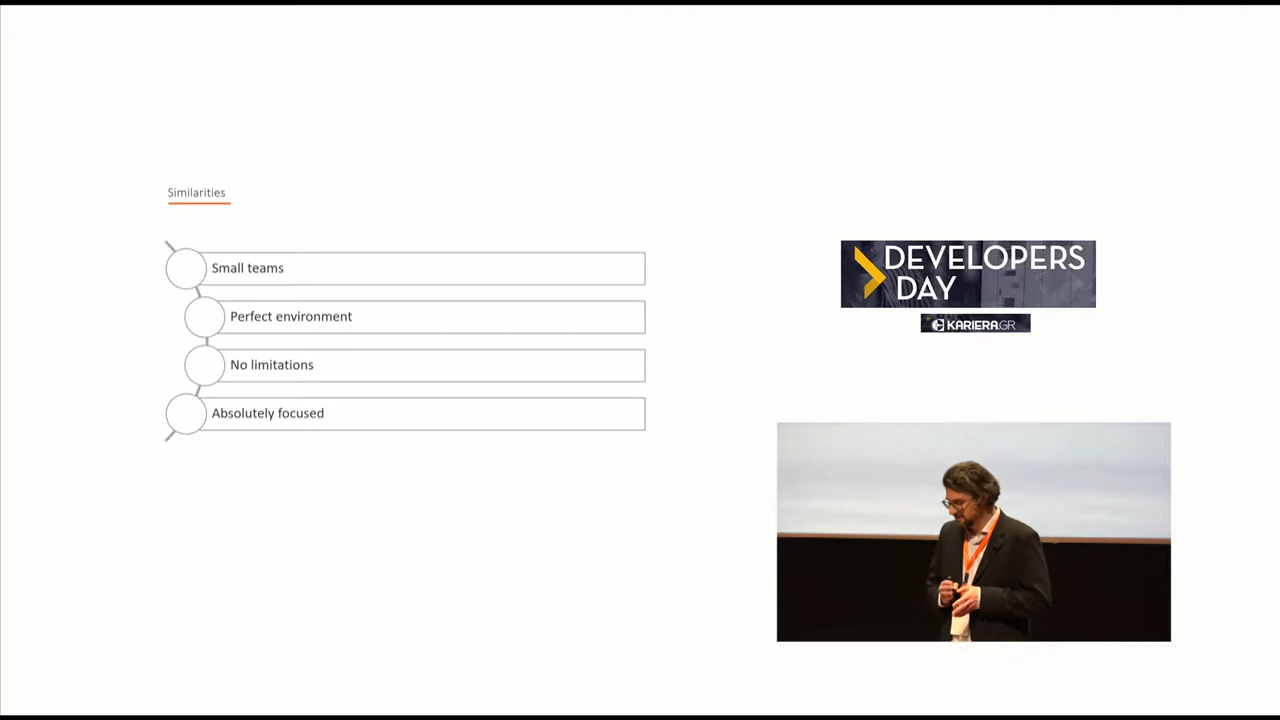 Similarities
Small teams
Perfect environment
No limitations
Absolutely focused
DEVELOPERS
DAY
KARIERA.GR